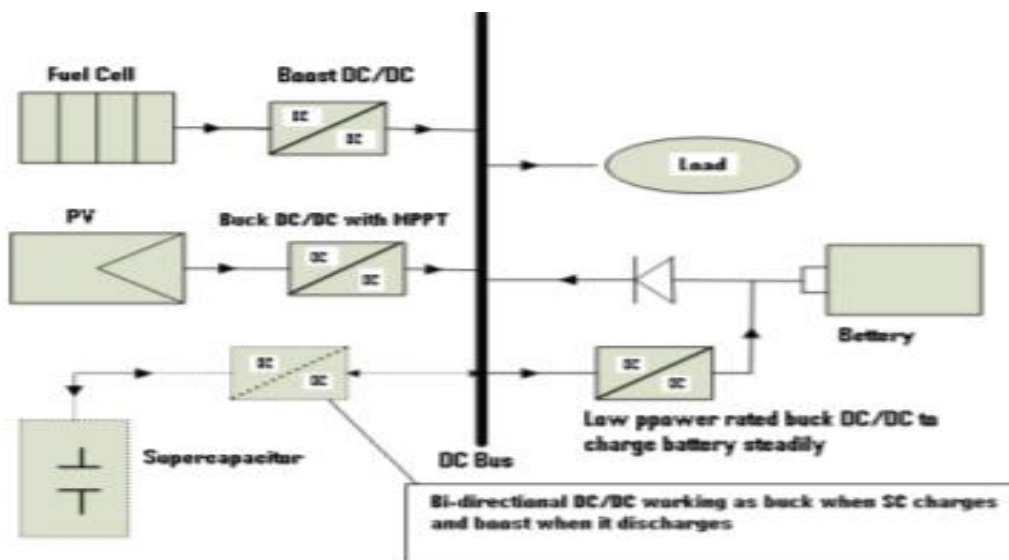 Fuel Cell
Boost DC/DC
DC
DC
Load
PV
Buck DC/DC with MPPT
DC
DC
Battery
DC
DC
DC
DC
Low ppower rated buck DC/DC to
charge battery steadily
Supercapacitor
DC Bus
Bi-directional DC/DC working as buck when SC charges
and boost when it discharges